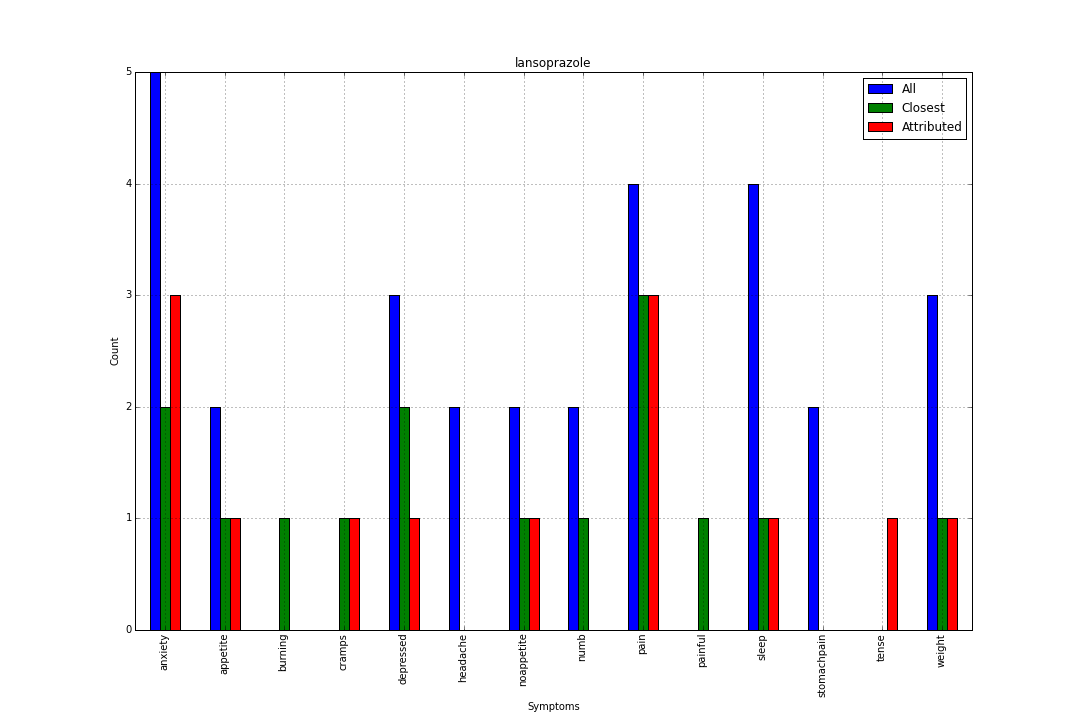 lansoprazole
All
Closest
Attributed
5
4
3
2
1
0
Count
anxiety
appetite
burning
cramps
depressed
headache
noappetite
numb
pain
painful
sleep
stomachpain
tense
weight
Symptoms